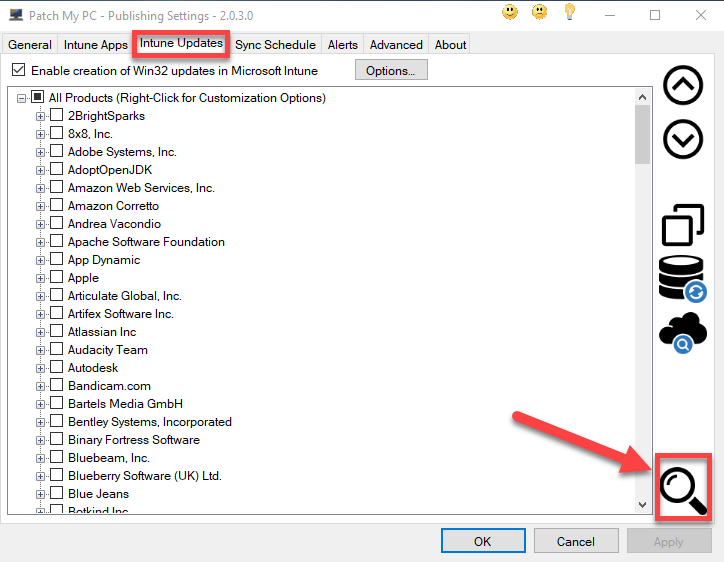 Patch My PC - Publishing Settings - 2.0.3.0
General Intune Apps Intune Updates Sync Schedule Alerts Advanced About
Enable creation of Win32 updates in Microsoft Intune Options...
All Products (Right-Click for Customization Options)
2BrightSparks
8x8, Inc.
Adobe Systems, Inc.
AdoptOpenJDK
Amazon Web Services, Inc.
Amazon Corretto
Andrea Vacondio
Apache Software Foundation
App Dynamic
Apple
Articulate Global, Inc.
Artifex Software Inc.
Atlassian Inc
Audacity Team
Autodesk
Bandicam.com
Bartels Media GmbH
Bentley Systems, Incorporated
Binary Fortress Software
Bluebeam, Inc.
Blueberry Software (UK) Ltd.
Blue Jeans
Botkind Inc
OK Cancel Apply